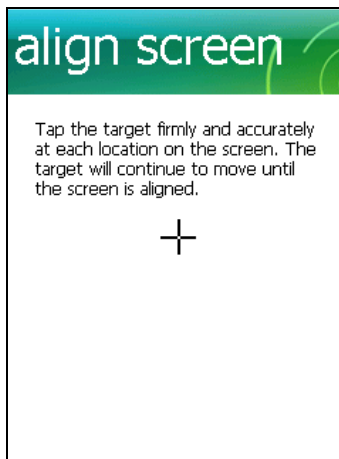 align screen
Tap the target firmly and accurately
at each location on the screen. The
target will continue to move until
the screen is aligned.